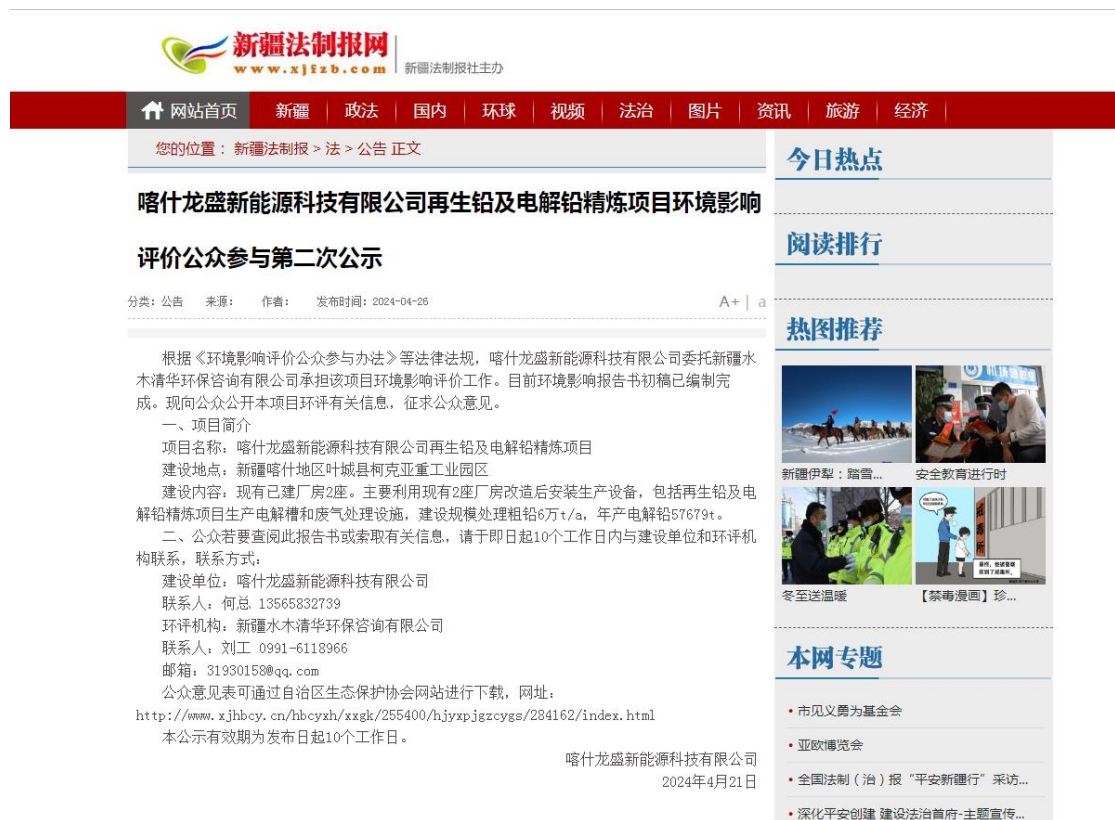 新疆法制报网
www.xjfzb.com
新疆法制报社主办
网站首页 新疆 政法 国内 环球 视频 法治 图片 资讯 旅游 经济
您的位置： 新疆法制报 > 法 > 公告 正文
喀什龙盛新能源科技有限公司再生铅及电解铅精炼项目环境影响
评价公众参与第二次公示
分类：公告 来源： 作者： 发布时间：2024-04-26
A+ | a
根据《环境影响评价公众参与办法》等法律法规，喀什龙盛新能源科技有限公司委托新疆水
木清华环保咨询有限公司承担该项目环境影响评价工作。目前环境影响报告书初稿已编制完
成。现向公众公开本项目环评有关信息，征求公众意见。
一、项目简介
项目名称：喀什龙盛新能源科技有限公司再生铅及电解铅精炼项目
建设地点：新疆喀什地区叶城县柯克亚重工业园区
建设内容：现有已建厂房2座。主要利用现有2座厂房改造后安装生产设备，包括再生铅及电
解铅精炼项目生产电解槽和废气处理设施，建设规模处理粗铅6万t/a，年产电解铅57679t。
二、公众若要查阅此报告书或索取有关信息，请于即日起10个工作日内与建设单位和环评机
构联系，联系方式：
建设单位：喀什龙盛新能源科技有限公司
联系人：何总 13565832739
环评机构：新疆水木清华环保咨询有限公司
联系人：刘工 0991-6118966
邮箱：31930158@qq.com
公众意见表可通过自治区生态保护协会网站进行下载，网址：
http://www.xjhbcy.cn/hbcyxh/xxgk/255400/hjyxpjgzcygs/284162/index.html
本公示有效期为发布日起10个工作日。
喀什龙盛新能源科技有限公司
2024年4月21日
今日热点
阅读排行
热图推荐
新疆伊犁：踏雪...
安全教育进行时
冬至送温暖
【禁毒漫画】珍...
本网专题
• 市见义勇为基金会
• 亚欧博览会
• 全国法制（治）报“平安新疆行”采访...
• 深化平安创建 建设法治首府-主题宣传...